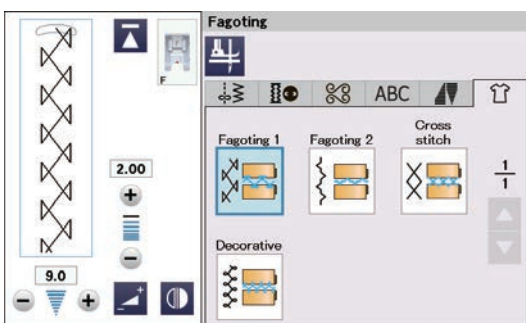 Fagoting
F
ABC
Fagoting 1
Fagoting 2
Cross
stitch
2.00
1
1
Decorative
9.0